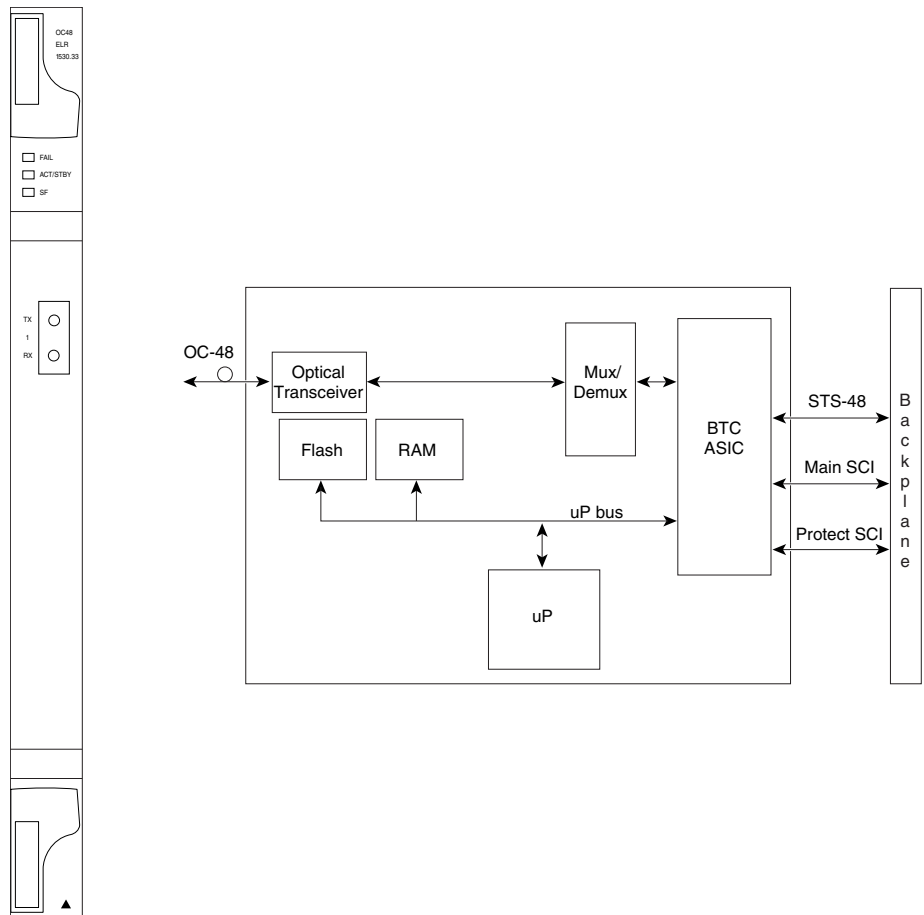 OC48
ELR
1530.33
FAIL
ACT/STBY
SF
TX
1
RX
OC-48
Optical
Transceiver
Mux/
Demux
BTC
ASIC
Flash
RAM
uP bus
uP
STS-48
Main SCI
Protect SCI
Backplane